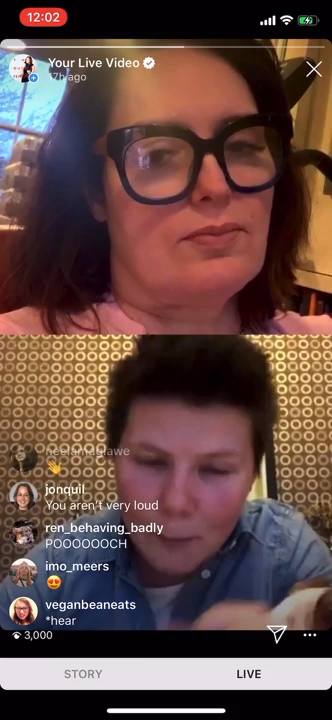 12:02
Your Live Video
17h ago
neelamaglawe
👋
jonquil
You aren't very loud
ren_behaving_badly
POOOOOOCH
imo_meers
😍
veganbeaneats
*hear
3,000
STORY
LIVE